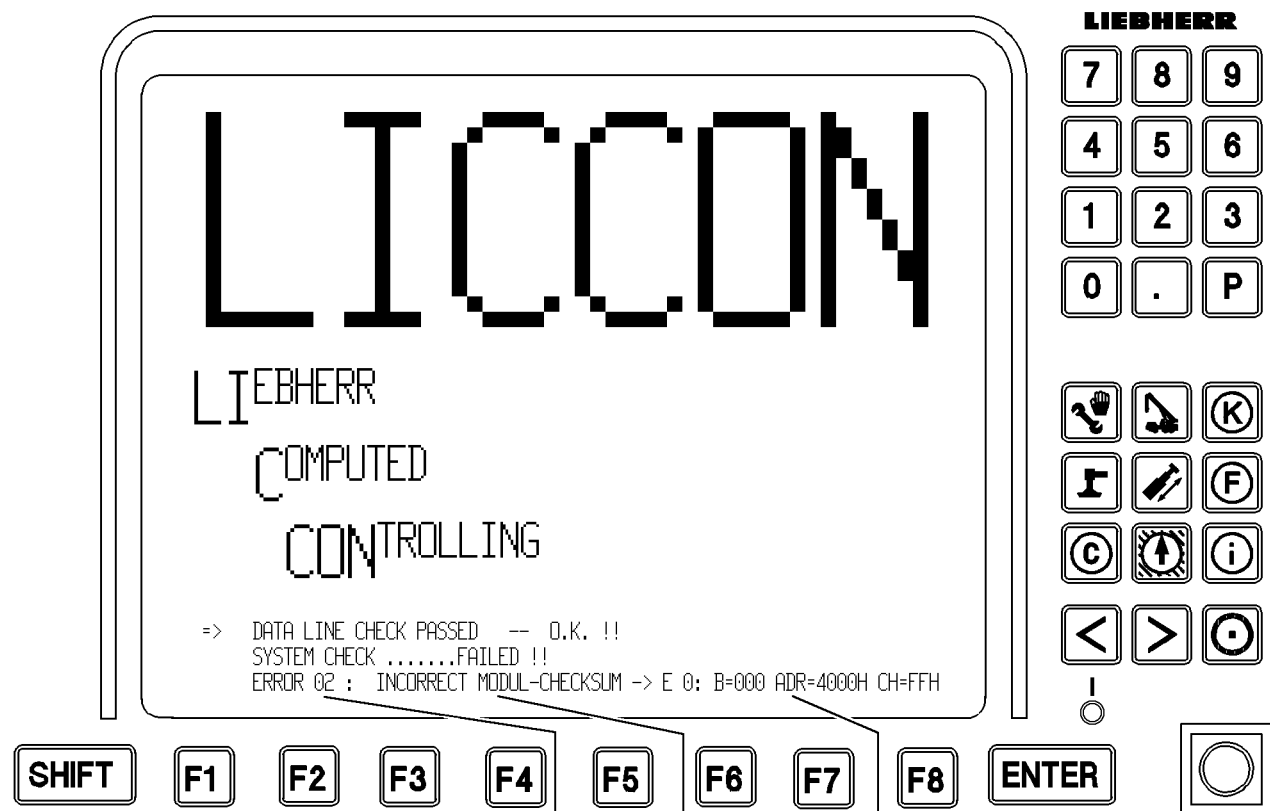 LIEBHERR
LICCON
LIEBHERR
COMPUTED
CONTROLLING
=> DATA LINE CHECK PASSED -- O.K. !!
SYSTEM CHECK .......FAILED !!
ERROR 02 : INCORRECT MODUL-CHECKSUM -> E 0: B=000 ADR=4000H CH=FFH
7 8 9
4 5 6
1 2 3
0 . P
K
F
C i
< >
I
SHIFT F1 F2 F3 F4 F5 F6 F7 F8 ENTER